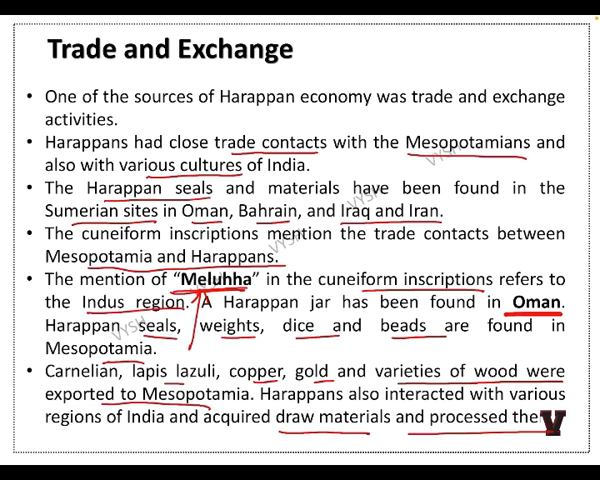 Trade and Exchange
• One of the sources of Harappan economy was trade and exchange
activities.
• Harappans had close trade contacts with the Mesopotamians and
also with various cultures of India.
• The Harappan seals and materials have been found in the
Sumerian sites in Oman, Bahrain, and Iraq and Iran.
• The cuneiform inscriptions mention the trade contacts between
Mesopotamia and Harappans.
• The mention of “Meluhha” in the cuneiform inscriptions refers to
the Indus region. A Harappan jar has been found in Oman.
Harappan seals, weights, dice and beads are found in
Mesopotamia.
• Carnelian, lapis lazuli, copper, gold and varieties of wood were
exported to Mesopotamia. Harappans also interacted with various
regions of India and acquired draw materials and processed the
V
VYSH
VYSH
VYSH
VYSH